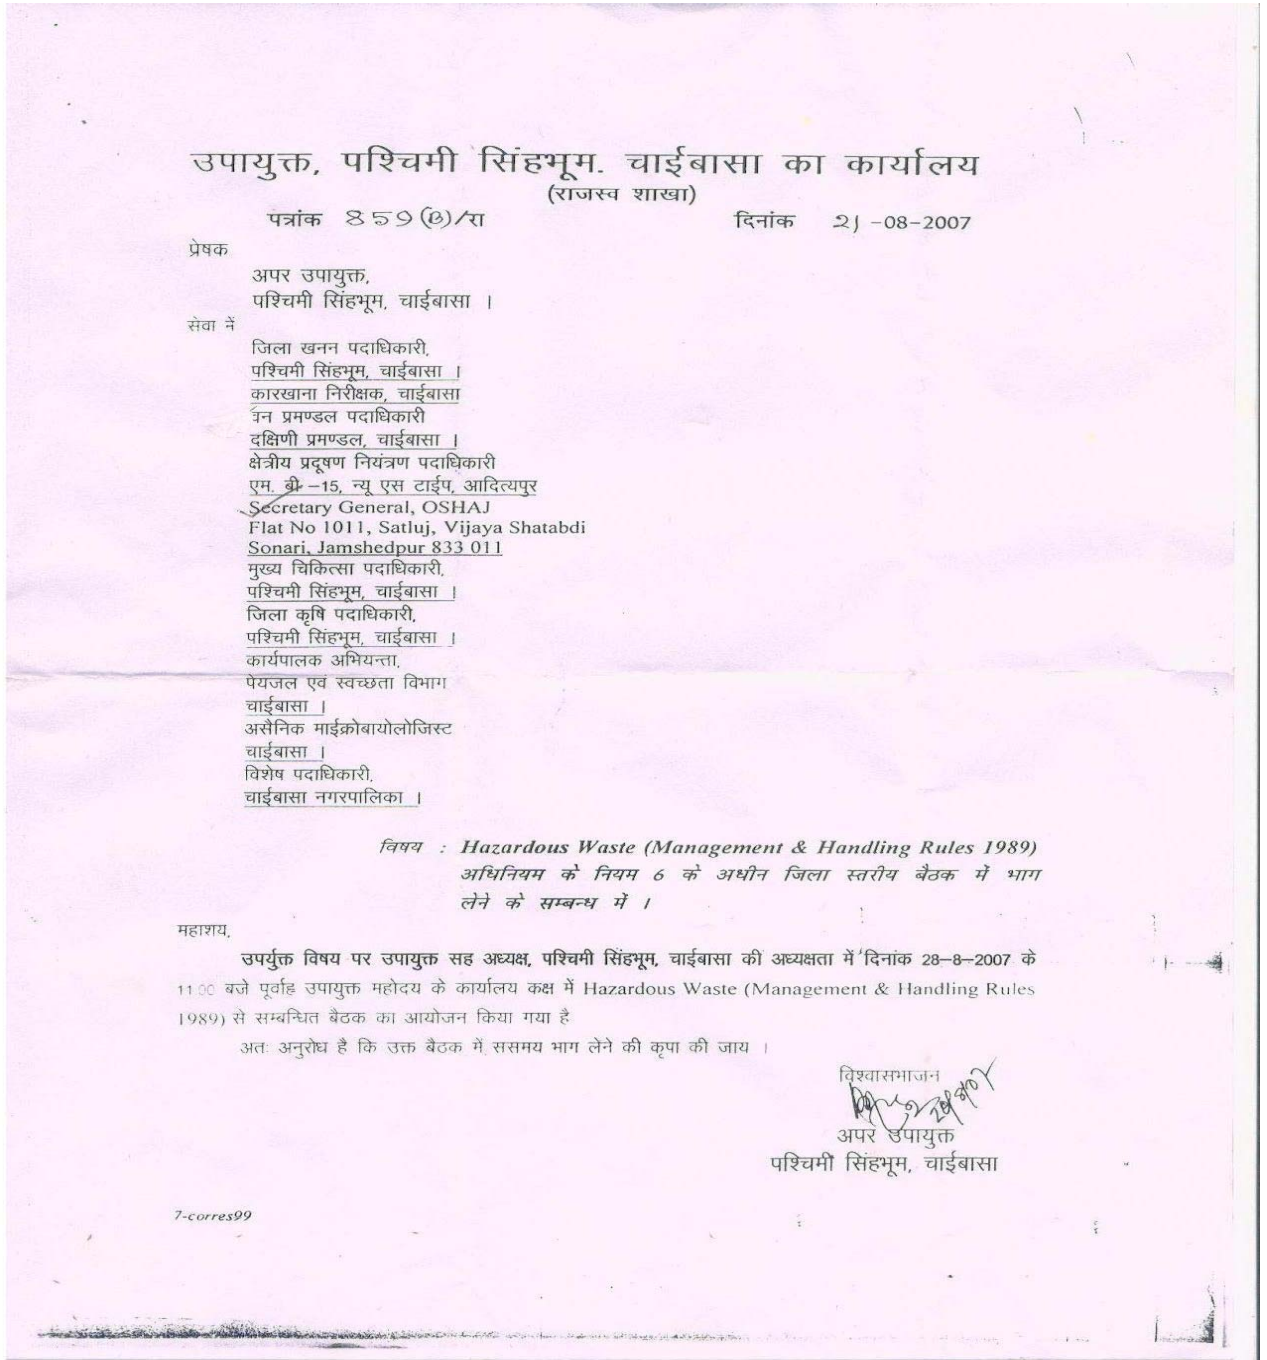 उपायुक्त, पश्चिमी सिंहभूम. चाईबासा का कार्यालय
(राजस्व शाखा)
पत्रांक 859(B)/रा दिनांक 21-08-2007
प्रेषक
अपर उपायुक्त,
पश्चिमी सिंहभूम, चाईबासा ।
सेवा में
जिला खनन पदाधिकारी,
पश्चिमी सिंहभूम, चाईबासा ।
कारखाना निरीक्षक, चाईबासा
वन प्रमण्डल पदाधिकारी
दक्षिणी प्रमण्डल, चाईबासा ।
क्षेत्रीय प्रदूषण नियंत्रण पदाधिकारी
एम. बी -15, न्यू एस टाईप, आदित्यपुर
Secretary General, OSHAJ
Flat No 1011, Satluj, Vijaya Shatabdi
Sonari, Jamshedpur 833 011
मुख्य चिकित्सा पदाधिकारी,
पश्चिमी सिंहभूम, चाईबासा ।
जिला कृषि पदाधिकारी,
पश्चिमी सिंहभूम, चाईबासा ।
कार्यपालक अभियन्ता,
पेयजल एवं स्वच्छता विभाग
चाईबासा ।
असैनिक माईक्रोबायोलोजिस्ट
चाईबासा ।
विशेष पदाधिकारी,
चाईबासा नगरपालिका ।
विषय : Hazardous Waste (Management & Handling Rules 1989)
अधिनियम के नियम 6 के अधीन जिला स्तरीय बैठक में भाग
लेने के सम्बन्ध में ।
महाशय,
उपर्युक्त विषय पर उपायुक्त सह अध्यक्ष, पश्चिमी सिंहभूम, चाईबासा की अध्यक्षता में दिनांक 28-8-2007 के
11.00 बजे पूर्वाह्न उपायुक्त महोदय के कार्यालय कक्ष में Hazardous Waste (Management & Handling Rules
1989) से सम्बन्धित बैठक का आयोजन किया गया है
अतः अनुरोध है कि उक्त बैठक में ससमय भाग लेने की कृपा की जाय ।
विश्वासभाजन
अपर उपायुक्त
पश्चिमी सिंहभूम, चाईबासा
7-corres99